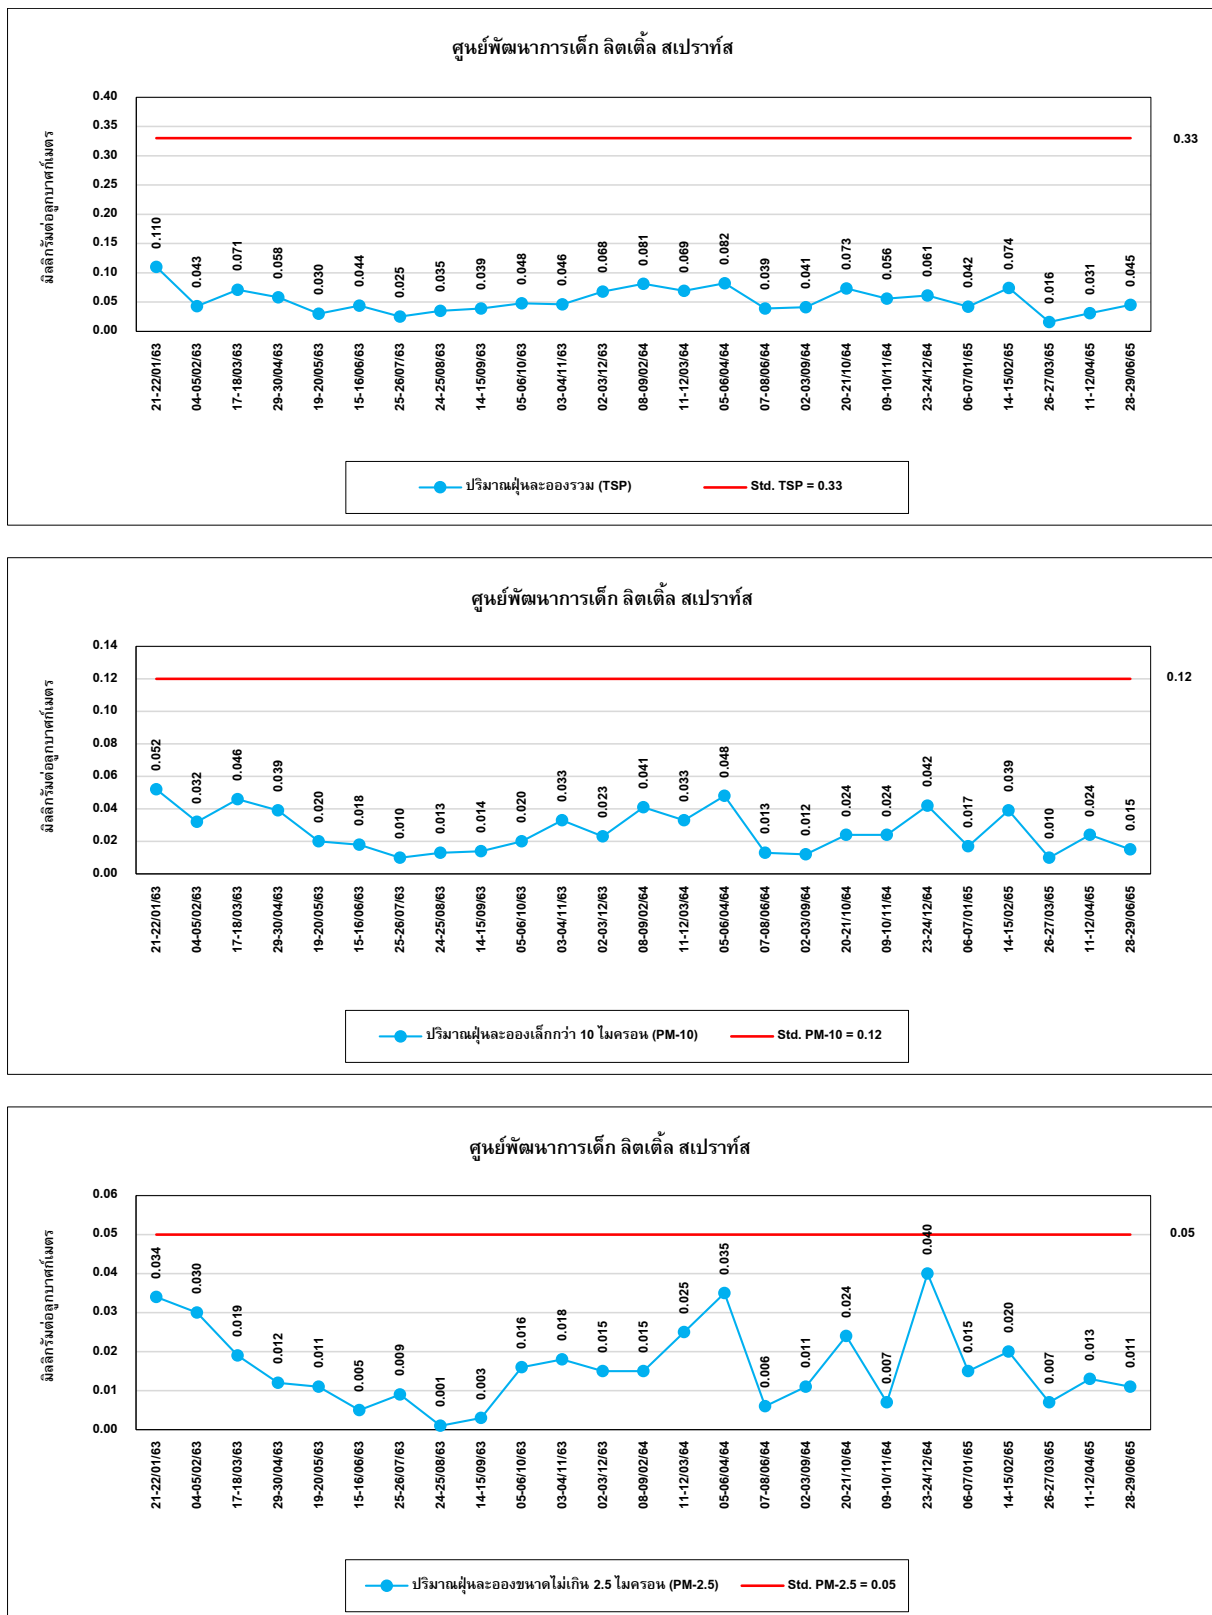 ศูนย์พัฒนาการเด็ก ลิตเติ้ล สเปราท์ส
มิลลิกรัมต่อลูกบาศก์เมตร
0.40
0.35
0.30
0.25
0.20
0.15
0.10
0.05
0.00
0.33
0.110 0.043 0.071 0.058 0.030 0.044 0.025 0.035 0.039 0.048 0.046 0.068 0.081 0.069 0.082 0.039 0.041 0.073 0.056 0.061 0.042 0.074 0.016 0.031 0.045
21-22/01/63 04-05/02/63 17-18/03/63 29-30/04/63 19-20/05/63 15-16/06/63 25-26/07/63 24-25/08/63 14-15/09/63 05-06/10/63 03-04/11/63 02-03/12/63 08-09/02/64 11-12/03/64 05-06/04/64 07-08/06/64 02-03/09/64 20-21/10/64 09-10/11/64 23-24/12/64 06-07/01/65 14-15/02/65 26-27/03/65 11-12/04/65 28-29/06/65
ปริมาณฝุ่นละอองรวม (TSP) Std. TSP = 0.33
ศูนย์พัฒนาการเด็ก ลิตเติ้ล สเปราท์ส
มิลลิกรัมต่อลูกบาศก์เมตร
0.14
0.12
0.10
0.08
0.06
0.04
0.02
0.00
0.12
0.052 0.032 0.046 0.039 0.020 0.018 0.010 0.013 0.014 0.020 0.033 0.023 0.041 0.033 0.048 0.013 0.012 0.024 0.024 0.042 0.017 0.039 0.010 0.024 0.015
21-22/01/63 04-05/02/63 17-18/03/63 29-30/04/63 19-20/05/63 15-16/06/63 25-26/07/63 24-25/08/63 14-15/09/63 05-06/10/63 03-04/11/63 02-03/12/63 08-09/02/64 11-12/03/64 05-06/04/64 07-08/06/64 02-03/09/64 20-21/10/64 09-10/11/64 23-24/12/64 06-07/01/65 14-15/02/65 26-27/03/65 11-12/04/65 28-29/06/65
ปริมาณฝุ่นละอองเล็กกว่า 10 ไมครอน (PM-10) Std. PM-10 = 0.12
ศูนย์พัฒนาการเด็ก ลิตเติ้ล สเปราท์ส
มิลลิกรัมต่อลูกบาศก์เมตร
0.06
0.05
0.04
0.03
0.02
0.01
0.00
0.05
0.034 0.030 0.019 0.012 0.011 0.005 0.009 0.001 0.003 0.016 0.018 0.015 0.015 0.025 0.035 0.006 0.011 0.024 0.007 0.040 0.015 0.020 0.007 0.013 0.011
21-22/01/63 04-05/02/63 17-18/03/63 29-30/04/63 19-20/05/63 15-16/06/63 25-26/07/63 24-25/08/63 14-15/09/63 05-06/10/63 03-04/11/63 02-03/12/63 08-09/02/64 11-12/03/64 05-06/04/64 07-08/06/64 02-03/09/64 20-21/10/64 09-10/11/64 23-24/12/64 06-07/01/65 14-15/02/65 26-27/03/65 11-12/04/65 28-29/06/65
ปริมาณฝุ่นละอองขนาดไม่เกิน 2.5 ไมครอน (PM-2.5) Std. PM-2.5 = 0.05